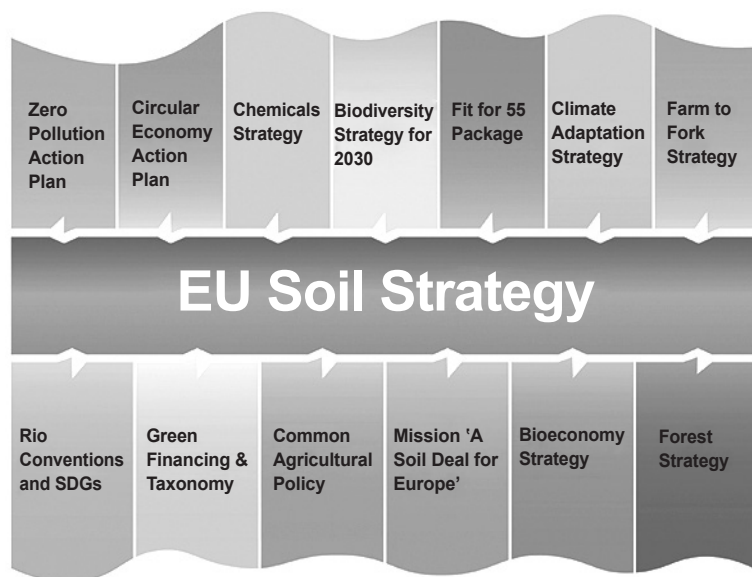 Zero
Pollution
Action
Plan
Circular
Economy
Action
Plan
Chemicals
Strategy
Biodiversity
Strategy for
2030
Fit for 55
Package
Climate
Adaptation
Strategy
Farm to
Fork
Strategy
EU Soil Strategy
Rio
Conventions
and SDGs
Green
Financing &
Taxonomy
Common
Agricultural
Policy
Mission ‘A
Soil Deal for
Europe’
Bioeconomy
Strategy
Forest
Strategy